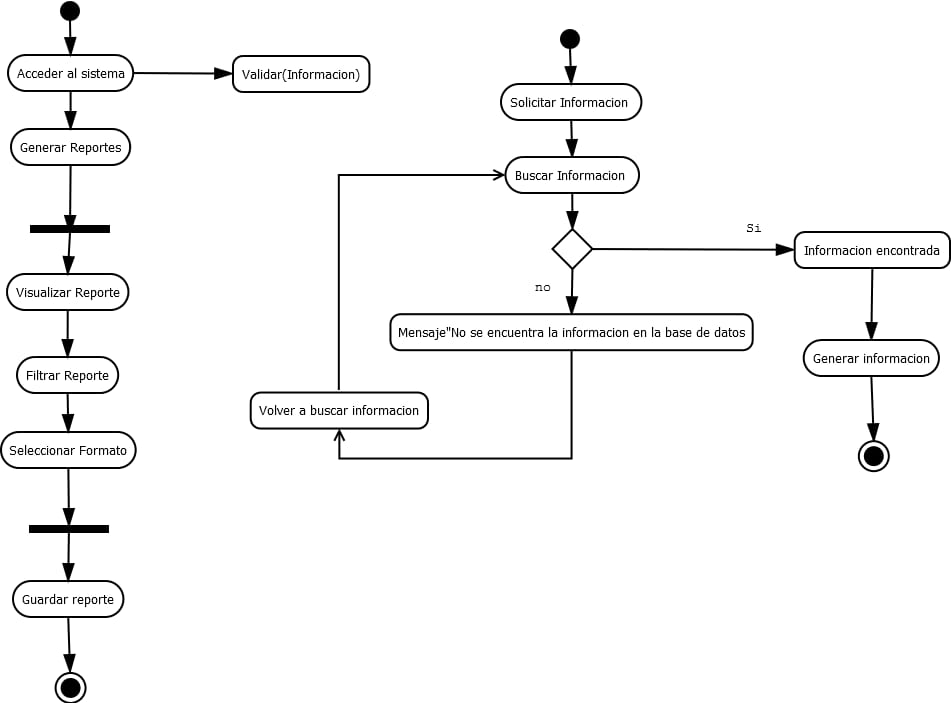 Acceder al sistema
Validar(Informacion)
Generar Reportes
Visualizar Reporte
Filtrar Reporte
Seleccionar Formato
Guardar reporte
Solicitar Informacion
Buscar Informacion
Si
no
Informacion encontrada
Mensaje"No se encuentra la informacion en la base de datos
Generar informacion
Volver a buscar informacion